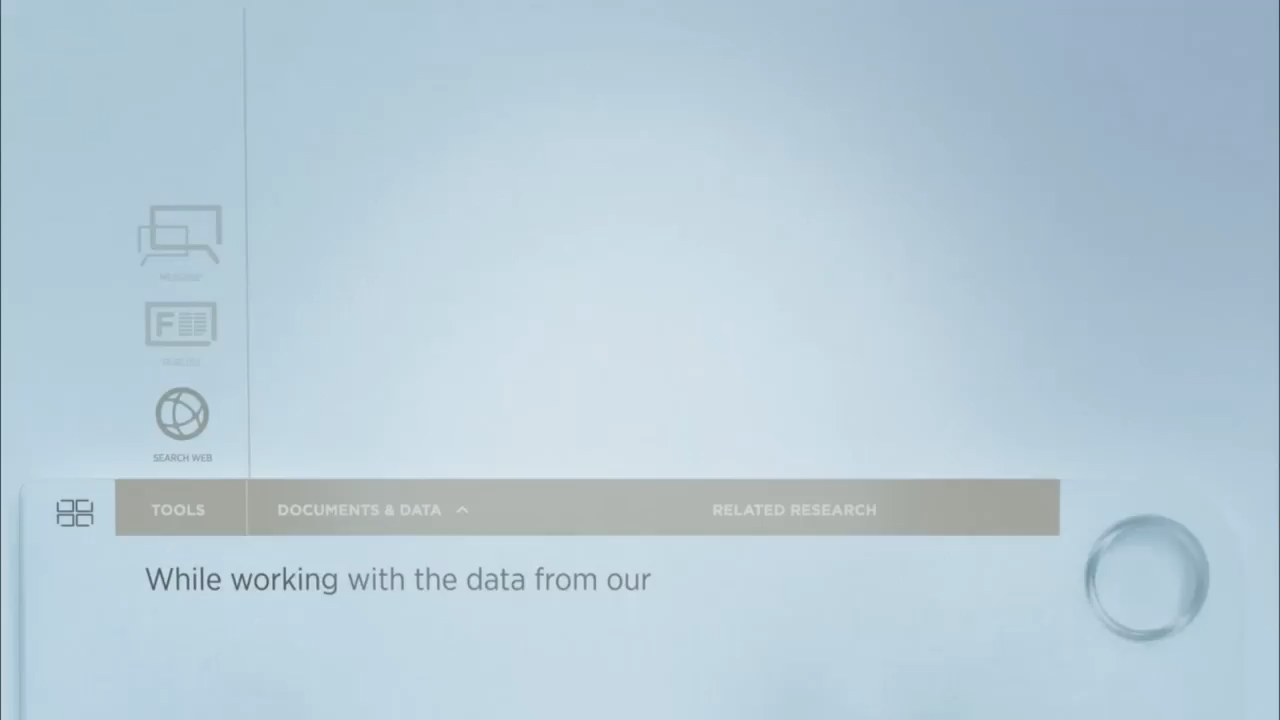 F
SEARCH WEB
TOOLS
DOCUMENTS & DATA
RELATED RESEARCH
While working with the data from our